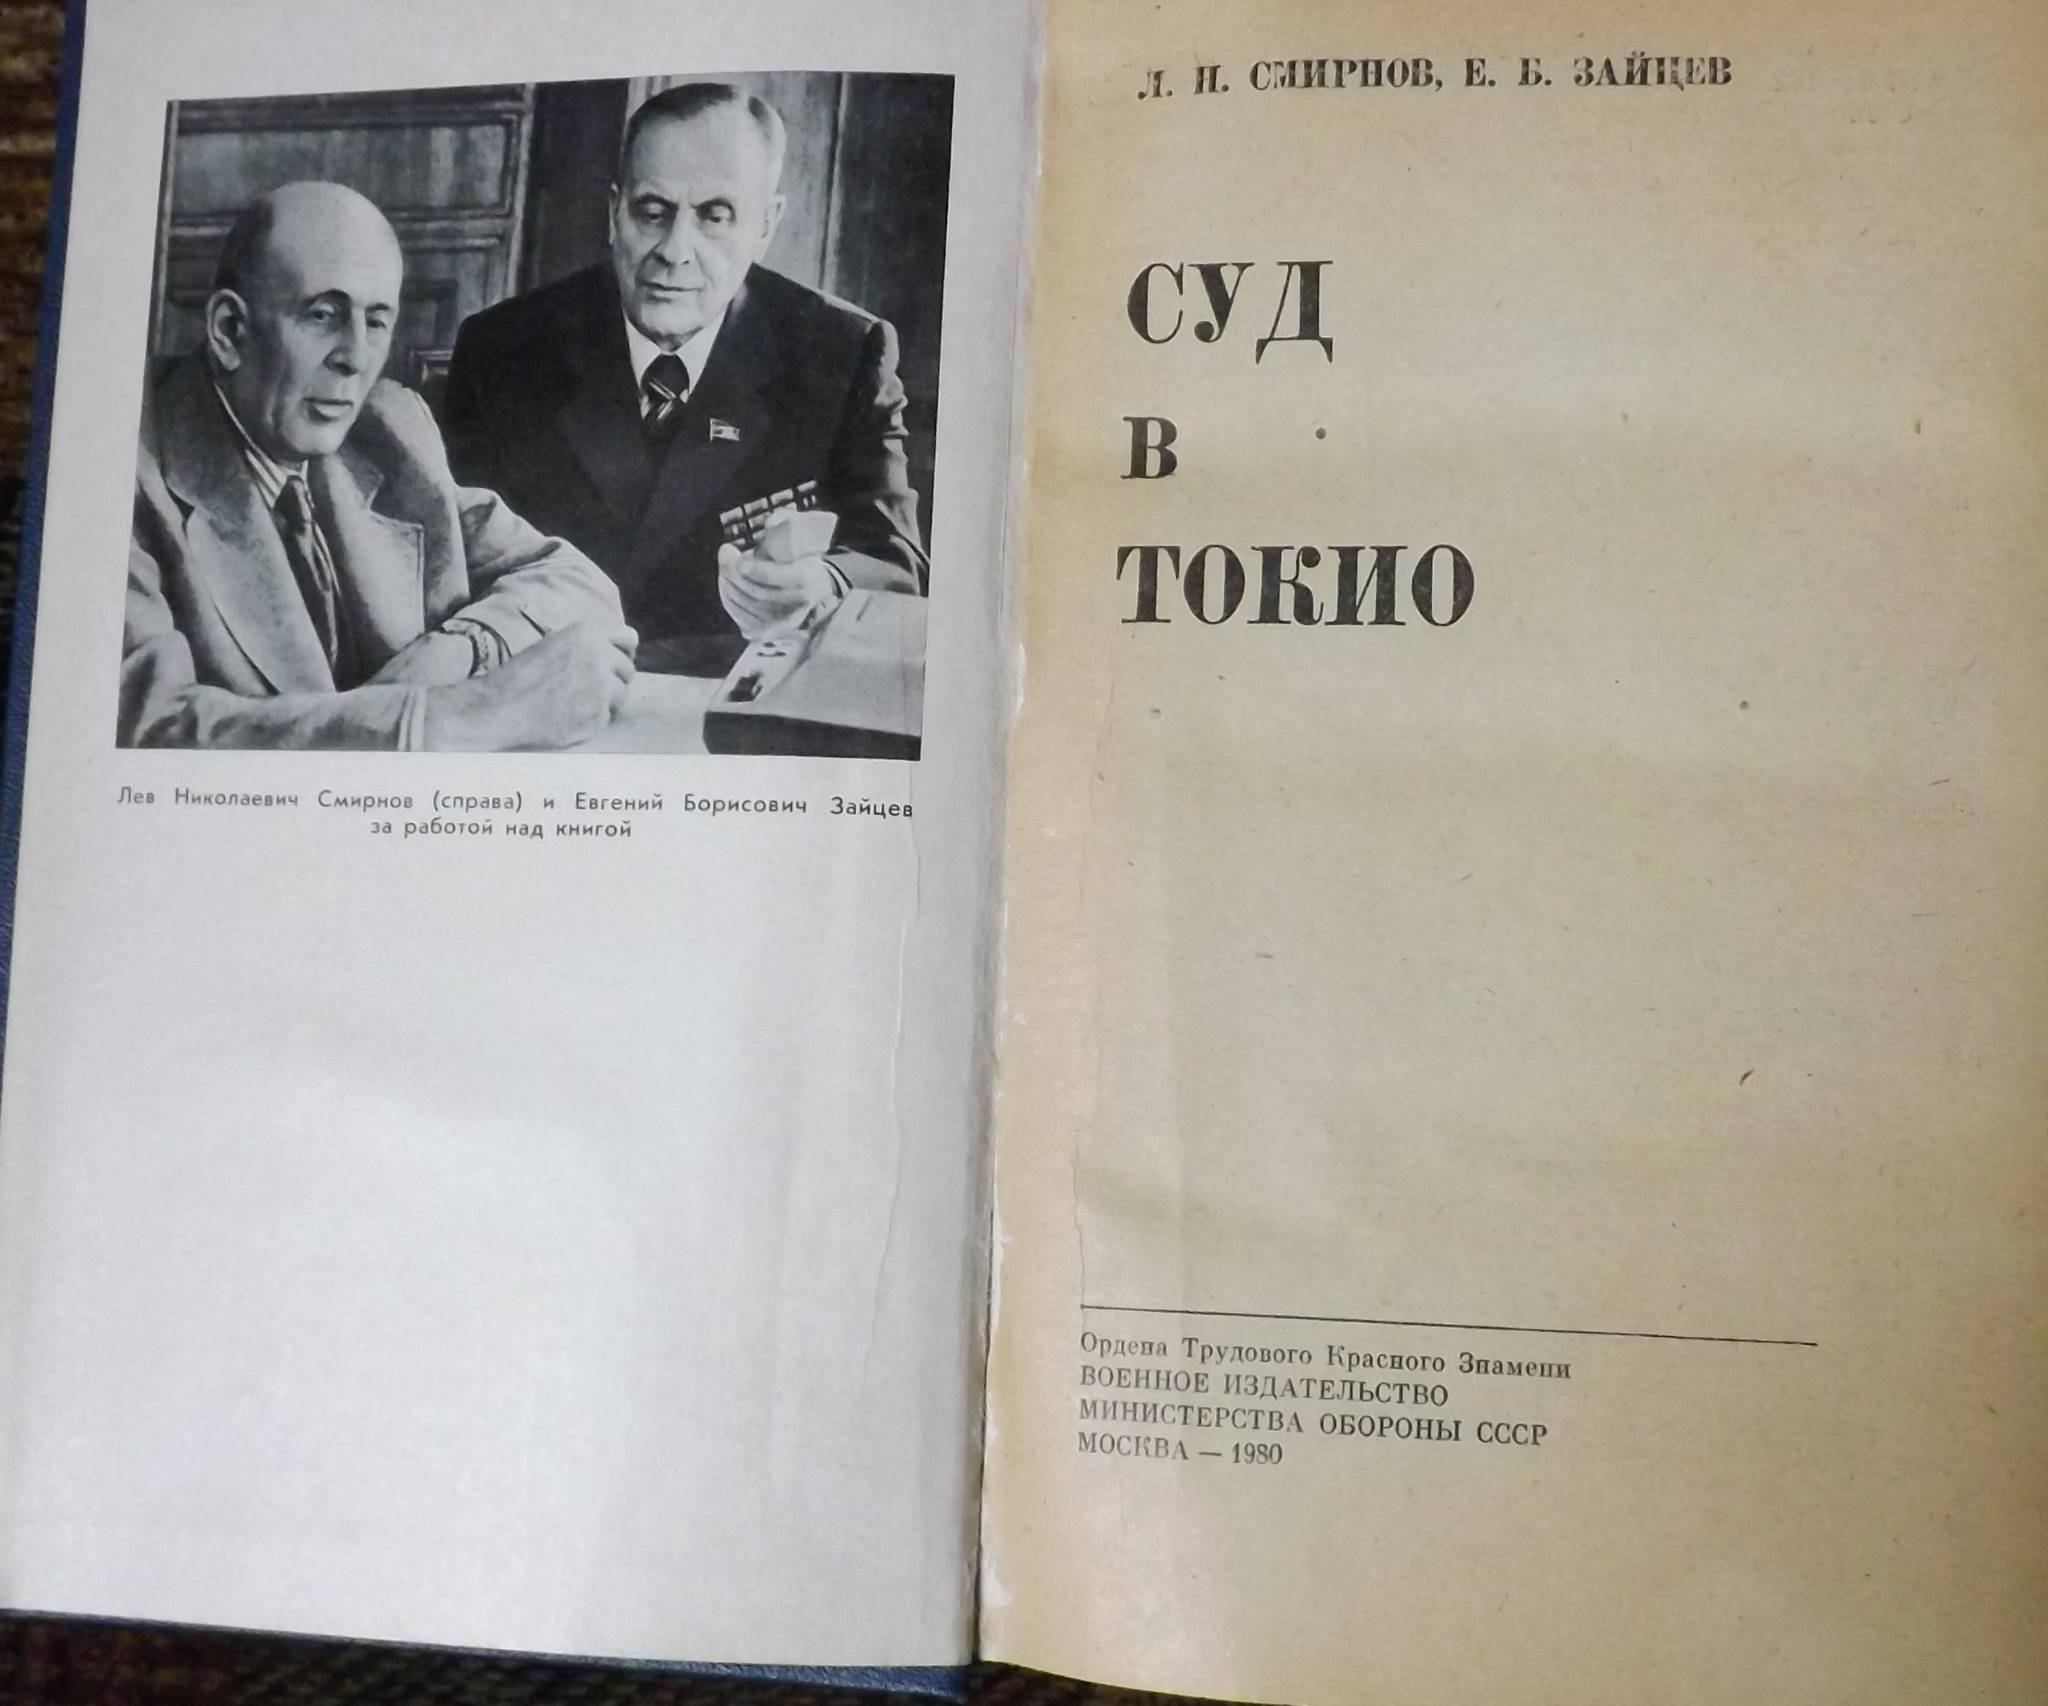 Лев Николаевич Смирнов (справа) и Евгений Борисович Зайцев
за работой над книгой
Л. Н. СМИРНОВ, Е. Б. ЗАЙЦЕВ
СУД
В
ТОКИО
Ордена Трудового Красного Знамени
ВОЕННОЕ ИЗДАТЕЛЬСТВО
МИНИСТЕРСТВА ОБОРОНЫ СССР
МОСКВА — 1980